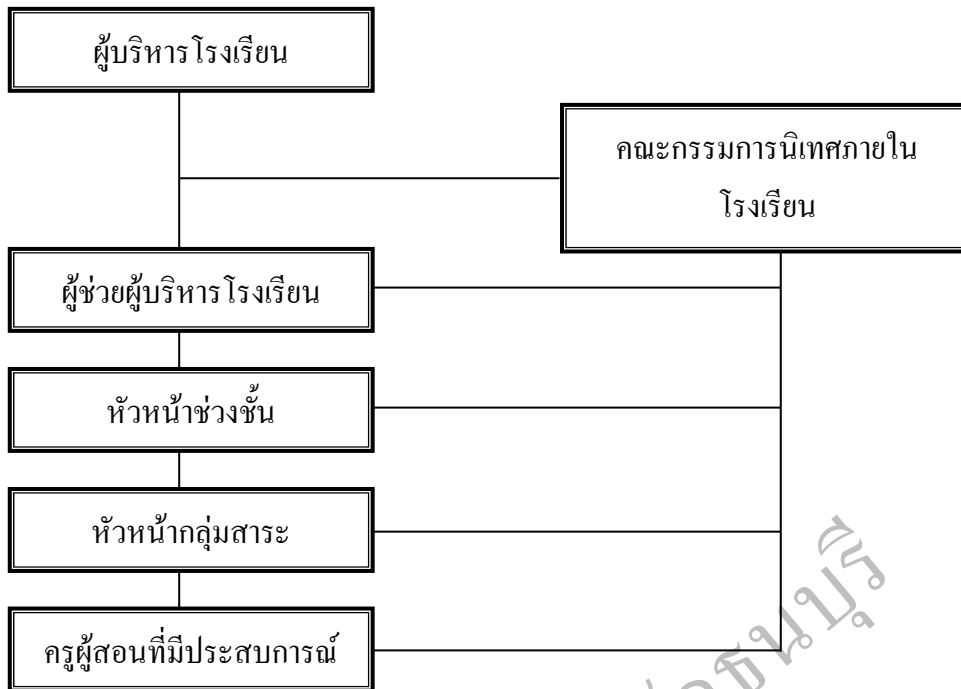 ผู้บริหารโรงเรียน
คณะกรรมการนิเทศภายใน
โรงเรียน
ผู้ช่วยผู้บริหารโรงเรียน
หัวหน้าช่วงชั้น
หัวหน้ากลุ่มสาระ
ครูผู้สอนที่มีประสบการณ์